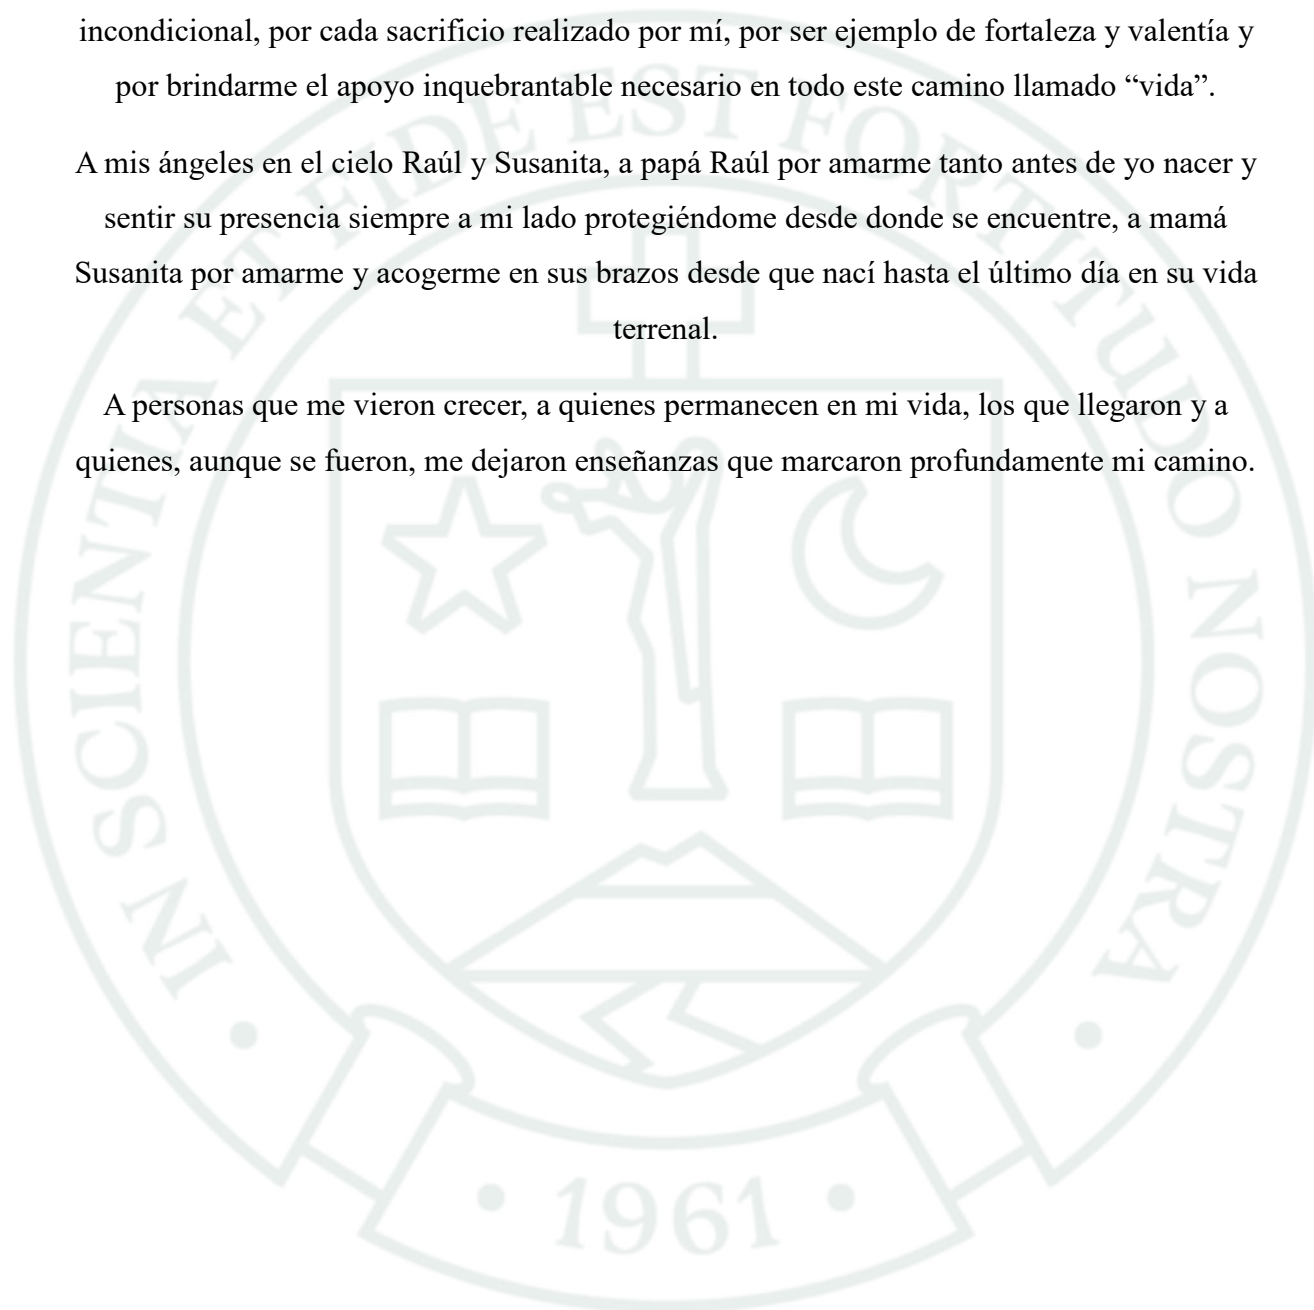 incondicional, por cada sacrificio realizado por mí, por ser ejemplo de fortaleza y valentía y
por brindarme el apoyo inquebrantable necesario en todo este camino llamado “vida”.
A mis ángeles en el cielo Raúl y Susanita, a papá Raúl por amarme tanto antes de yo nacer y
sentir su presencia siempre a mi lado protegiéndome desde donde se encuentre, a mamá
Susanita por amarme y acogerme en sus brazos desde que nací hasta el último día en su vida
terrenal.
A personas que me vieron crecer, a quienes permanecen en mi vida, los que llegaron y a
quienes, aunque se fueron, me dejaron enseñanzas que marcaron profundamente mi camino.
IN SCIENTIA ET FIDE EST FORTITUDO NOSTRA
• 1961 •